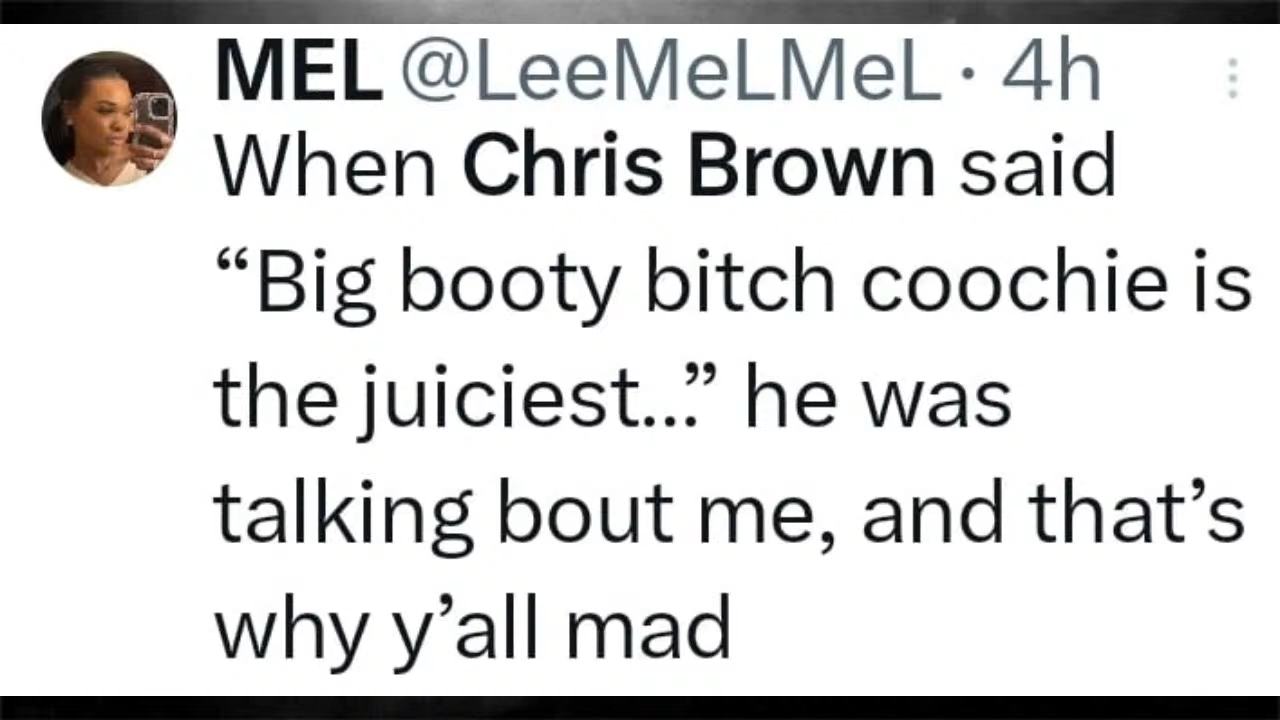 MEL @LeeMeLMeL · 4h
When Chris Brown said
“Big booty bitch coochie is
the juiciest...” he was
talking bout me, and that’s
why y’all mad